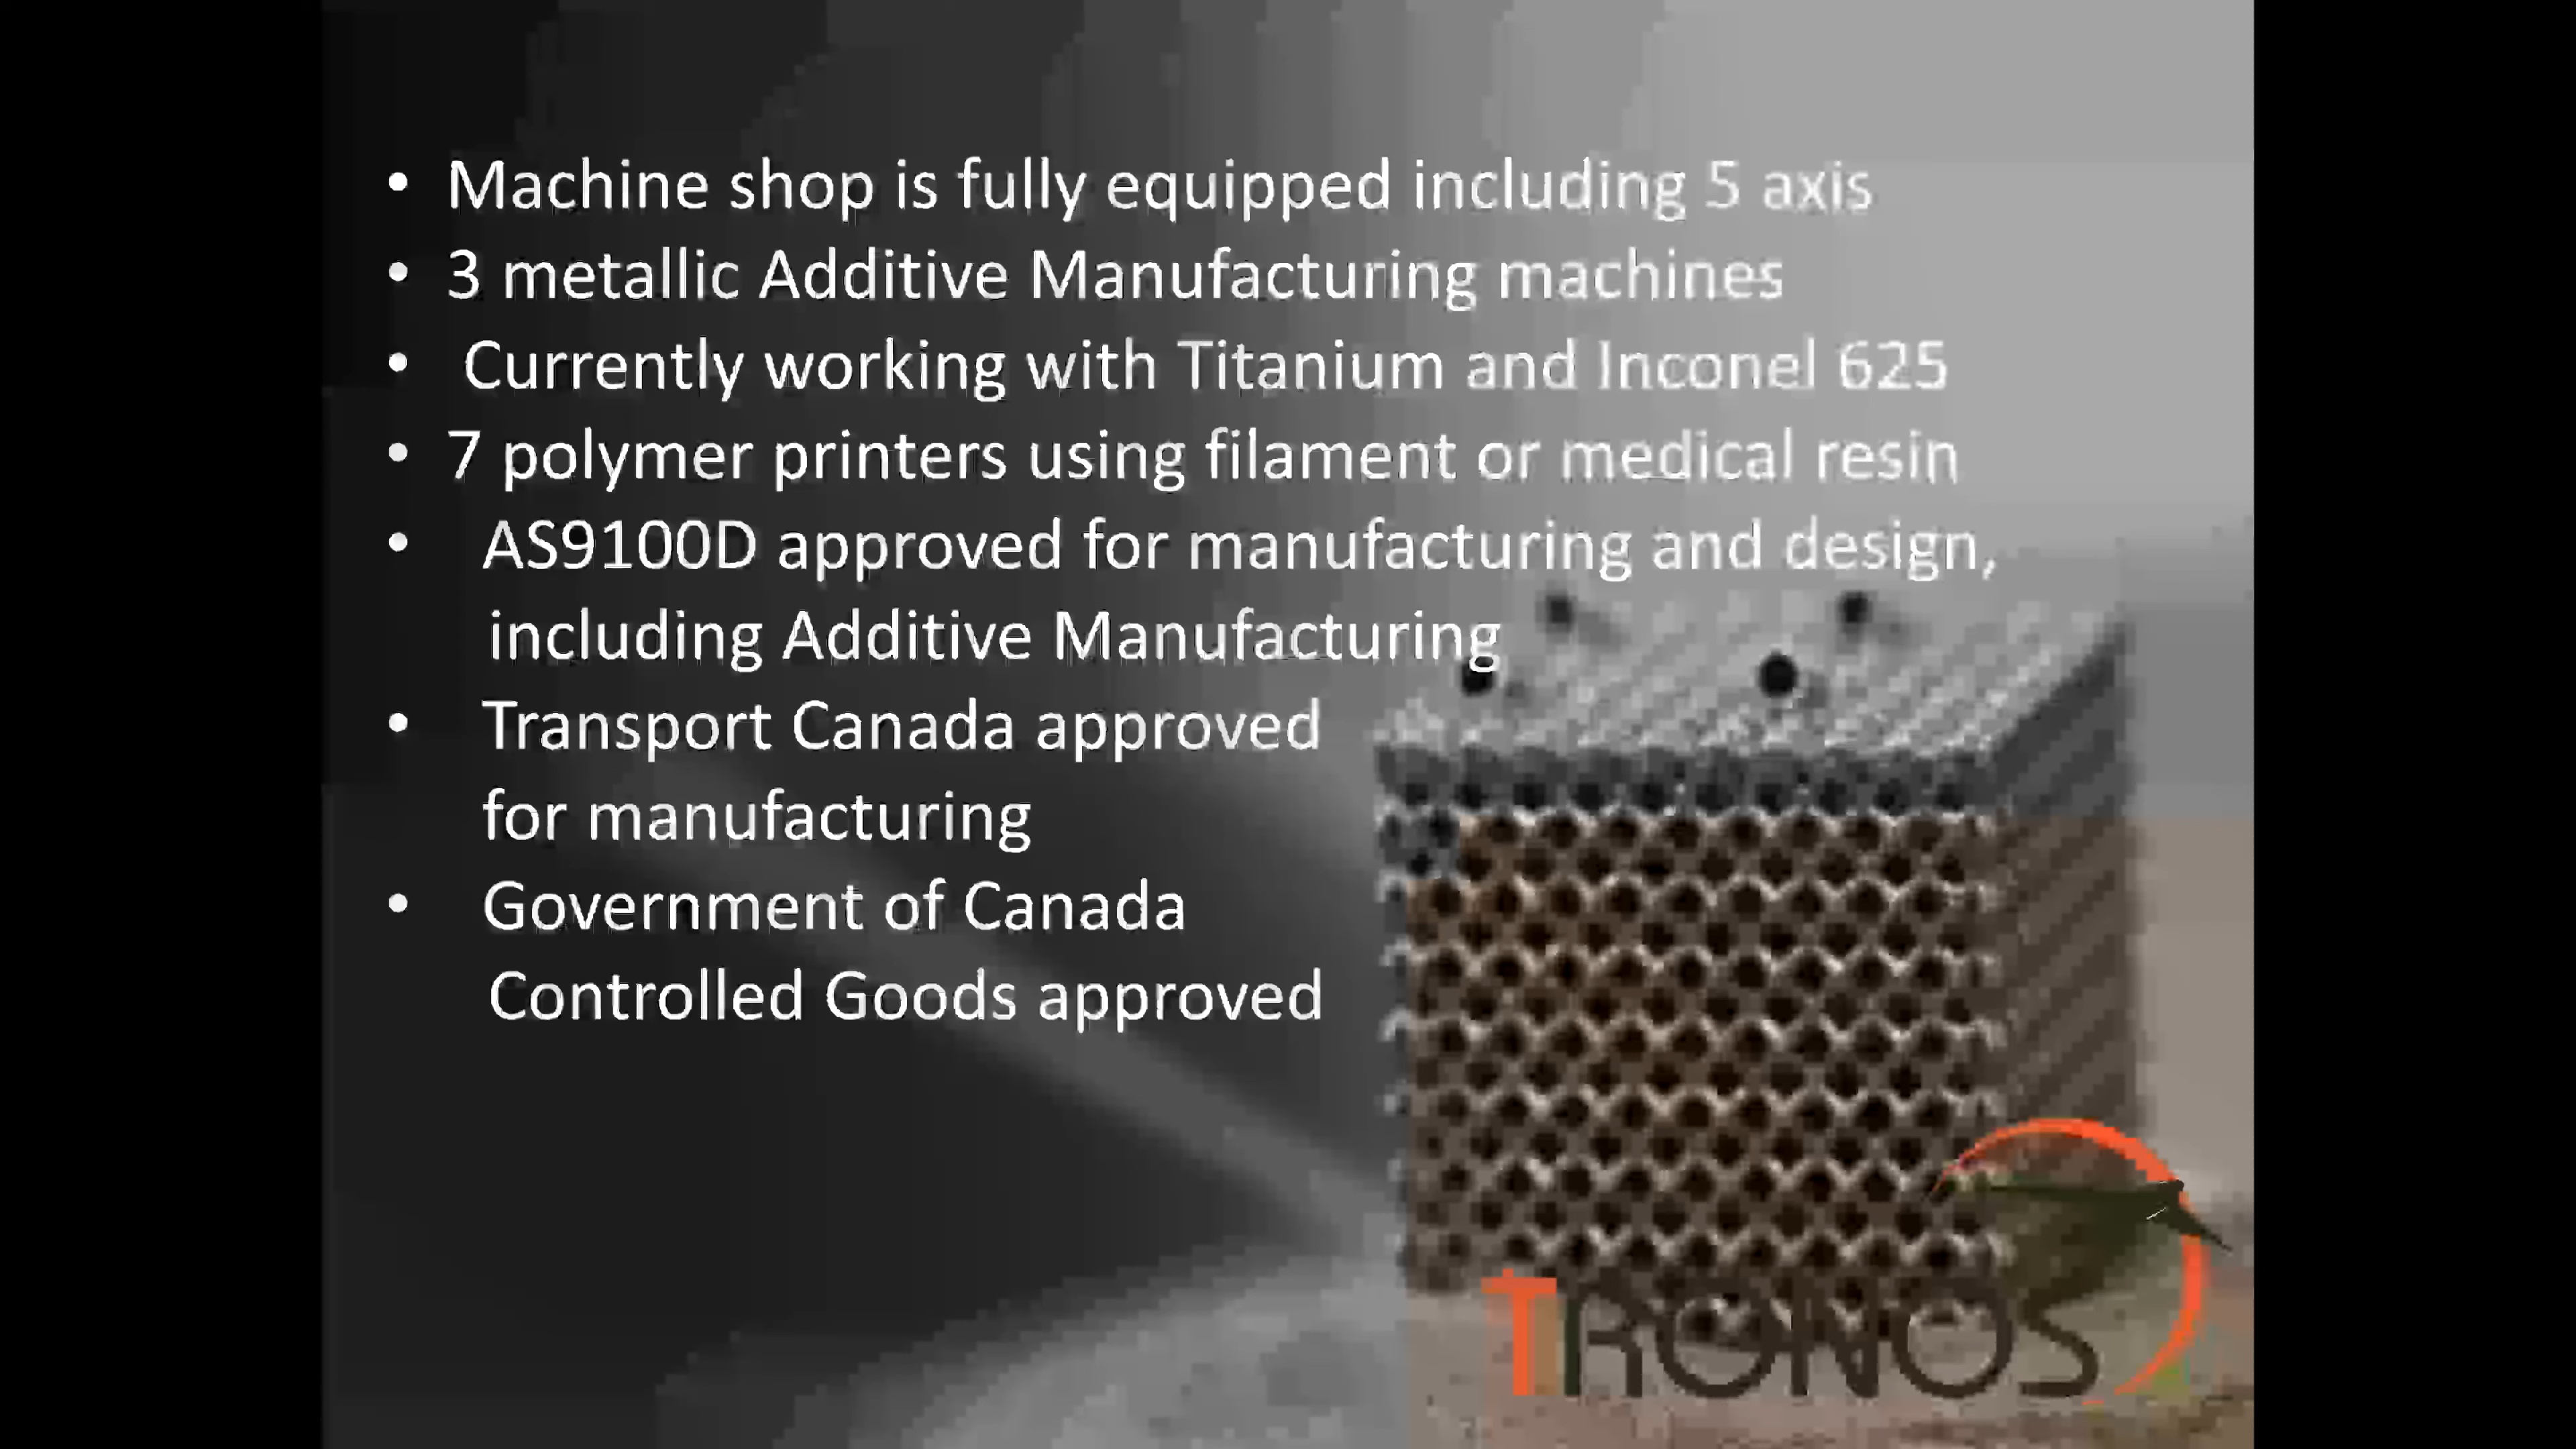 • Machine shop is fully equipped including 5 axis
• 3 metallic Additive Manufacturing machines
• Currently working with Titanium and Inconel 625
• 7 polymer printers using filament or medical resin
• AS9100D approved for manufacturing and design,
including Additive Manufacturing
• Transport Canada approved
for manufacturing
• Government of Canada
Controlled Goods approved
TRONOS